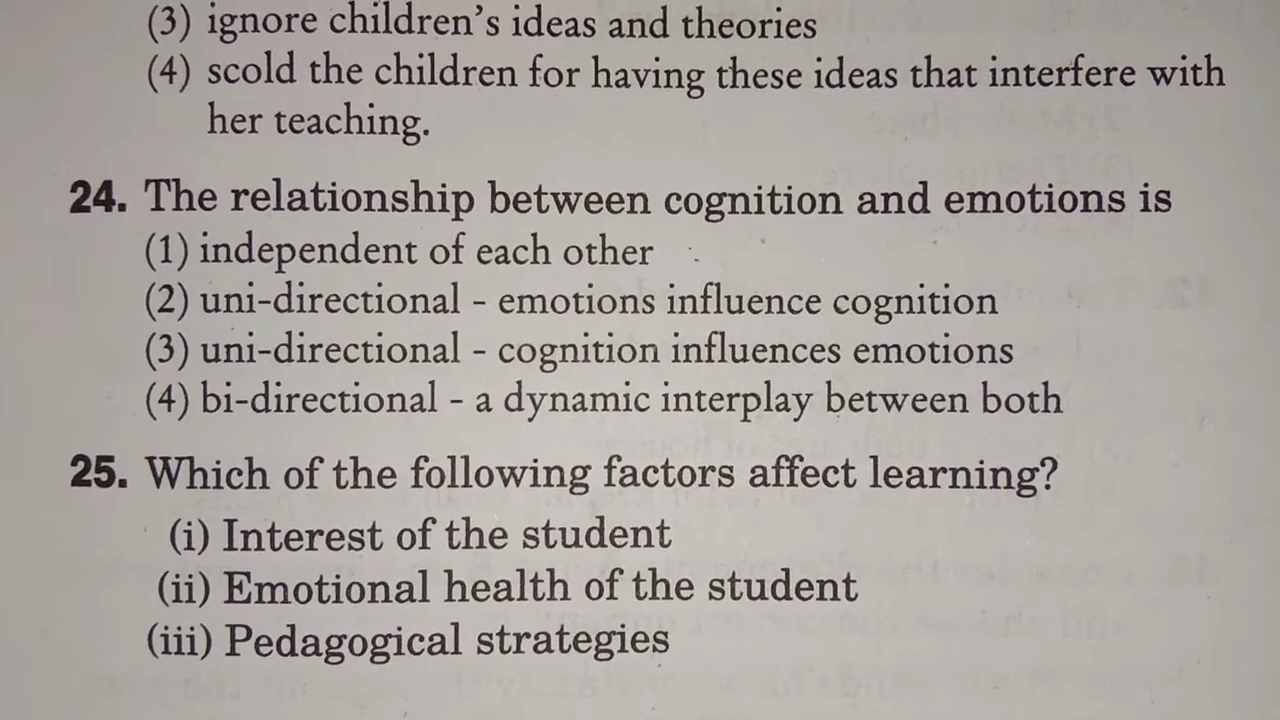 (3) ignore children's ideas and theories
(4) scold the children for having these ideas that interfere with
her teaching.
24. The relationship between cognition and emotions is
(1) independent of each other
(2) uni-directional - emotions influence cognition
(3) uni-directional - cognition influences emotions
(4) bi-directional - a dynamic interplay between both
25. Which of the following factors affect learning?
(i) Interest of the student
(ii) Emotional health of the student
(iii) Pedagogical strategies